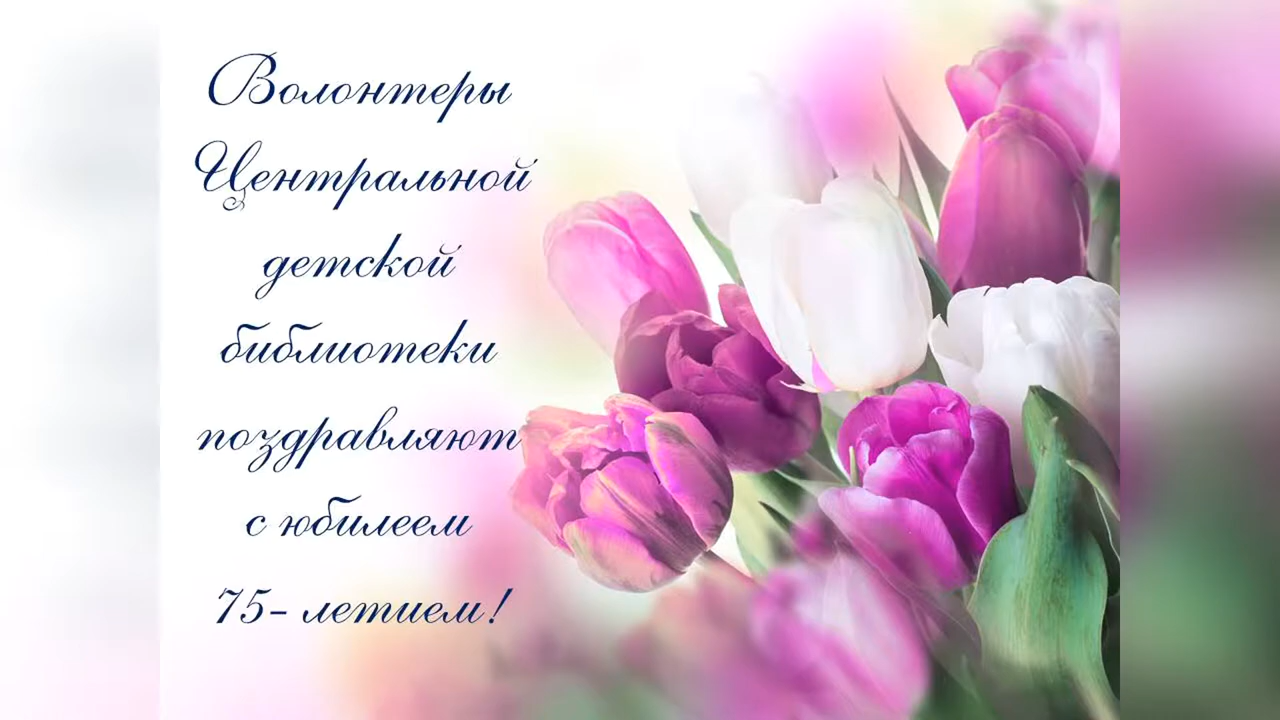 Волонтеры
Центральной
детской
библиотеки
поздравляют
с юбилеем
75- летием!